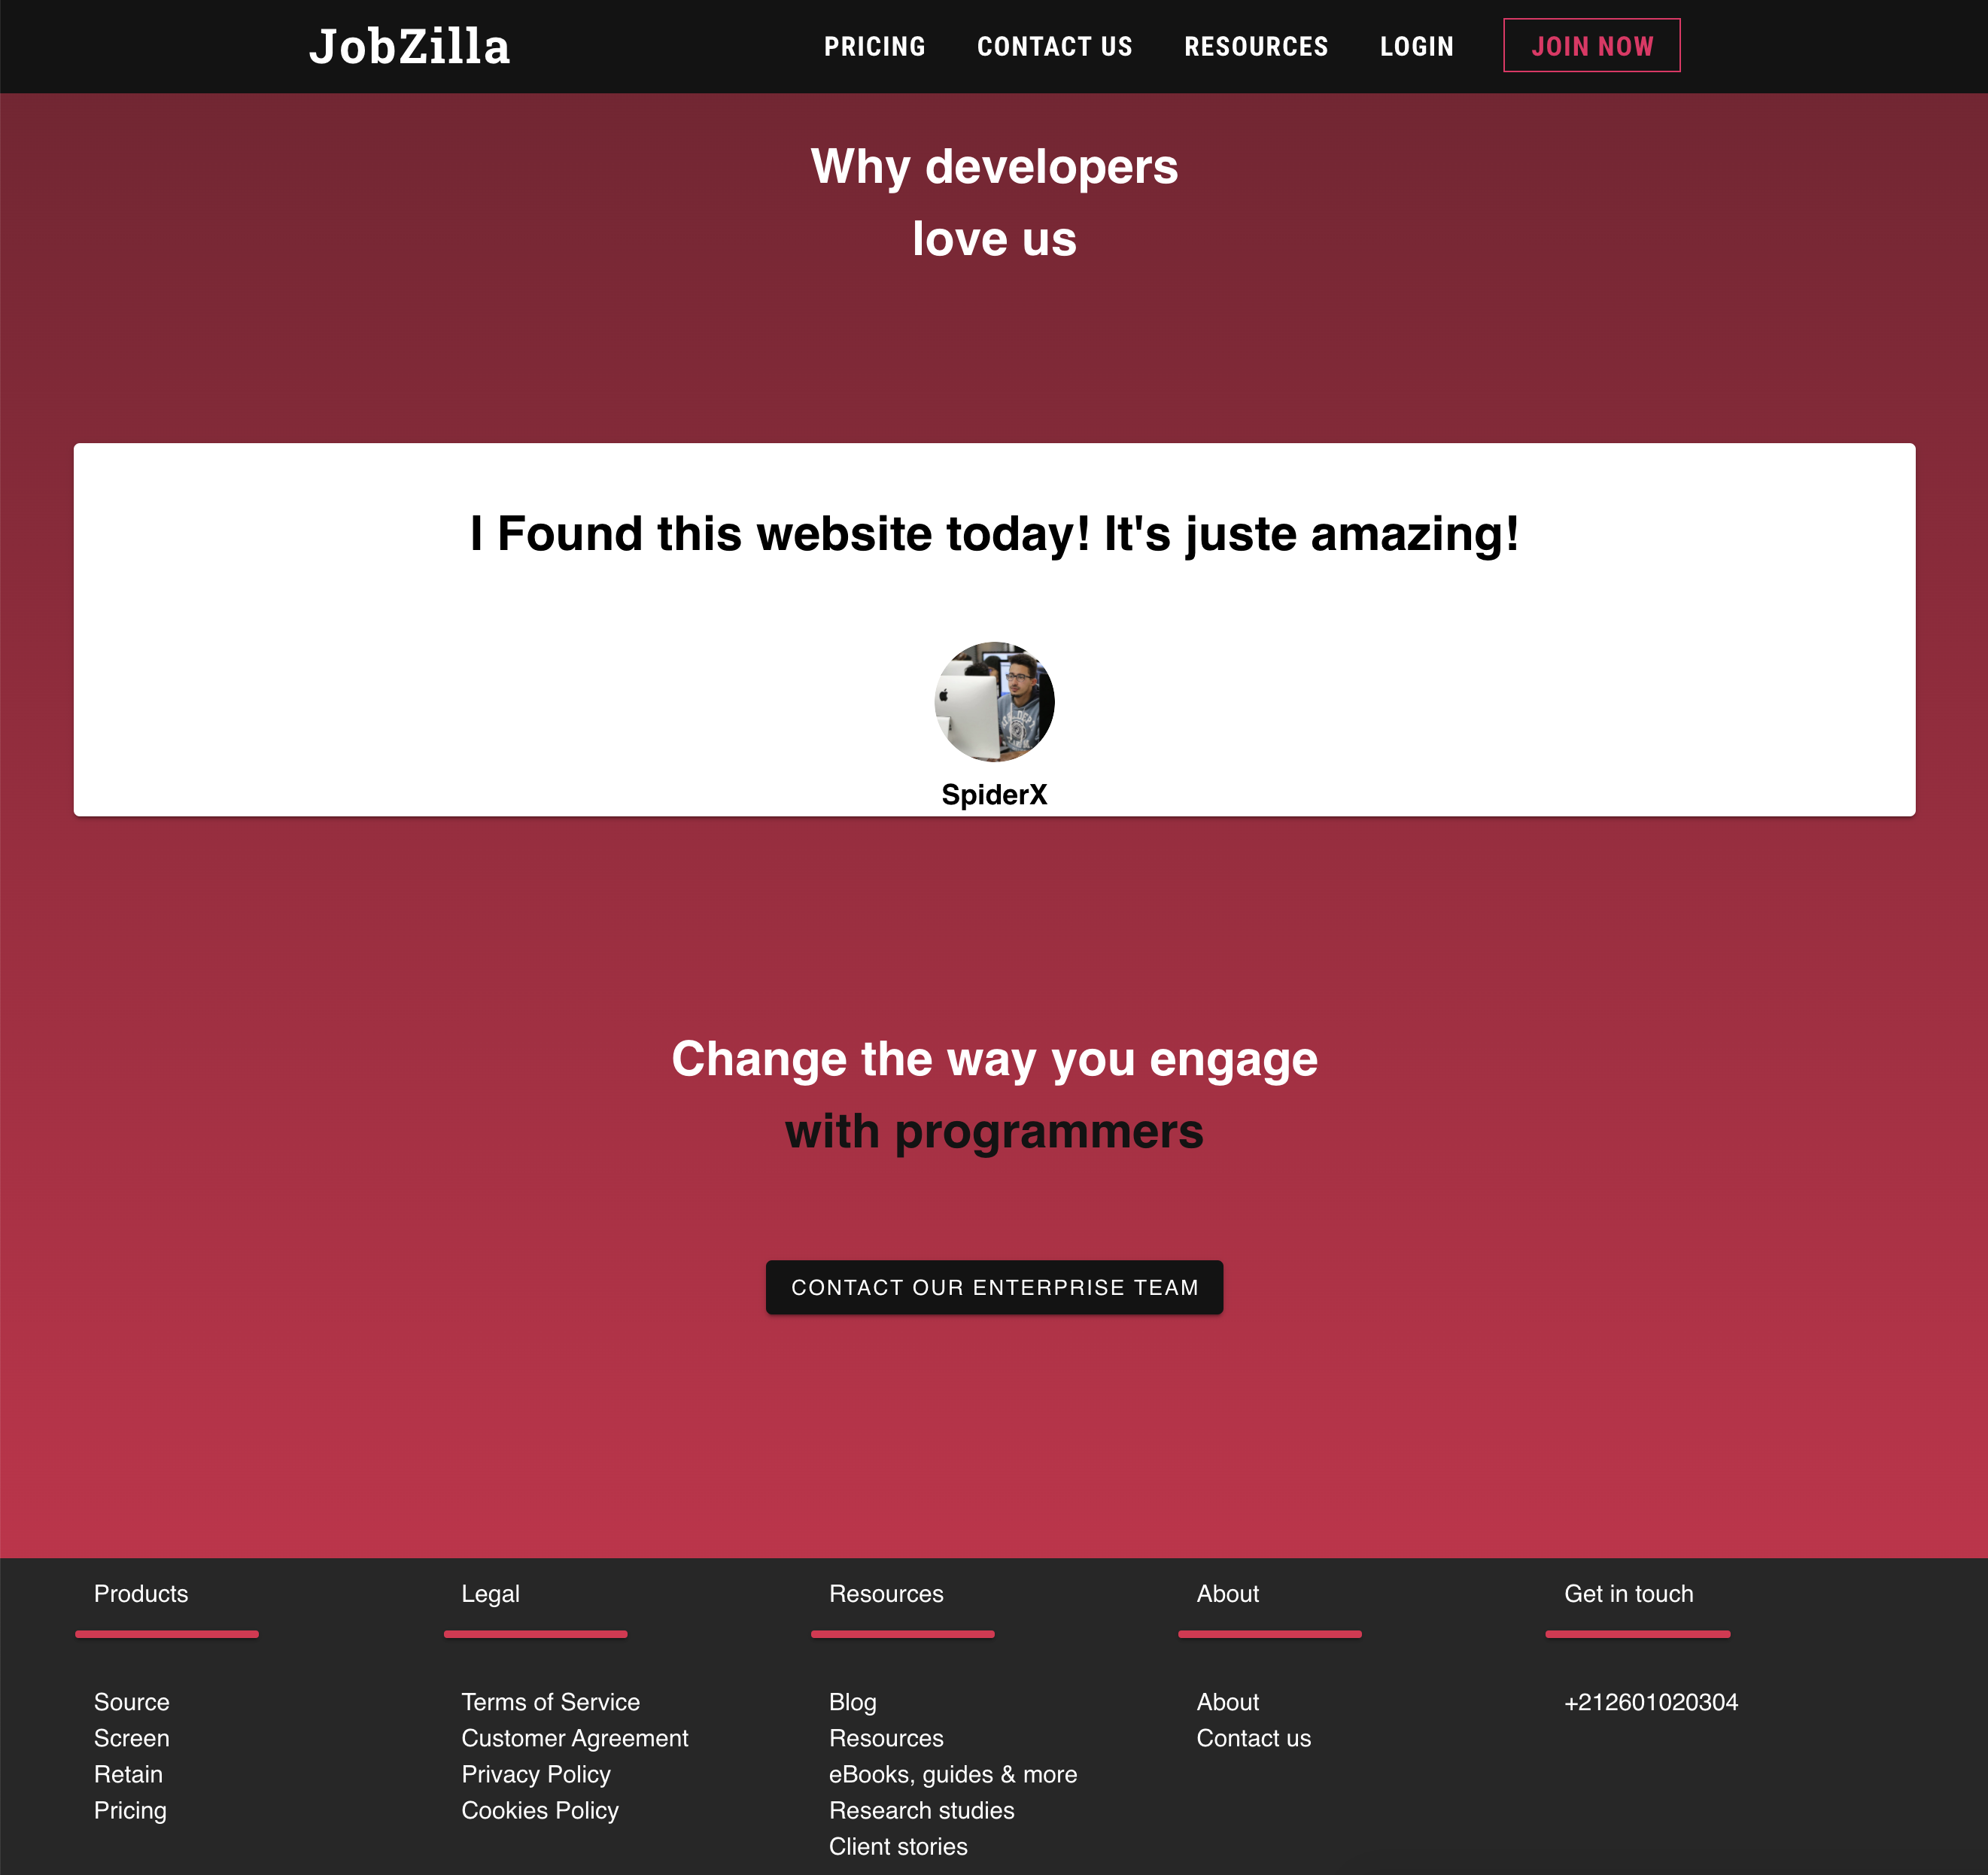 JobZilla
PRICING
CONTACT US
RESOURCES
LOGIN
JOIN NOW
Why developers
love us
I Found this website today! It's juste amazing!
SpiderX
Change the way you engage
with programmers
CONTACT OUR ENTERPRISE TEAM
Products
Source
Screen
Retain
Pricing
Legal
Terms of Service
Customer Agreement
Privacy Policy
Cookies Policy
Resources
Blog
Resources
eBooks, guides & more
Research studies
Client stories
About
About
Contact us
Get in touch
+212601020304